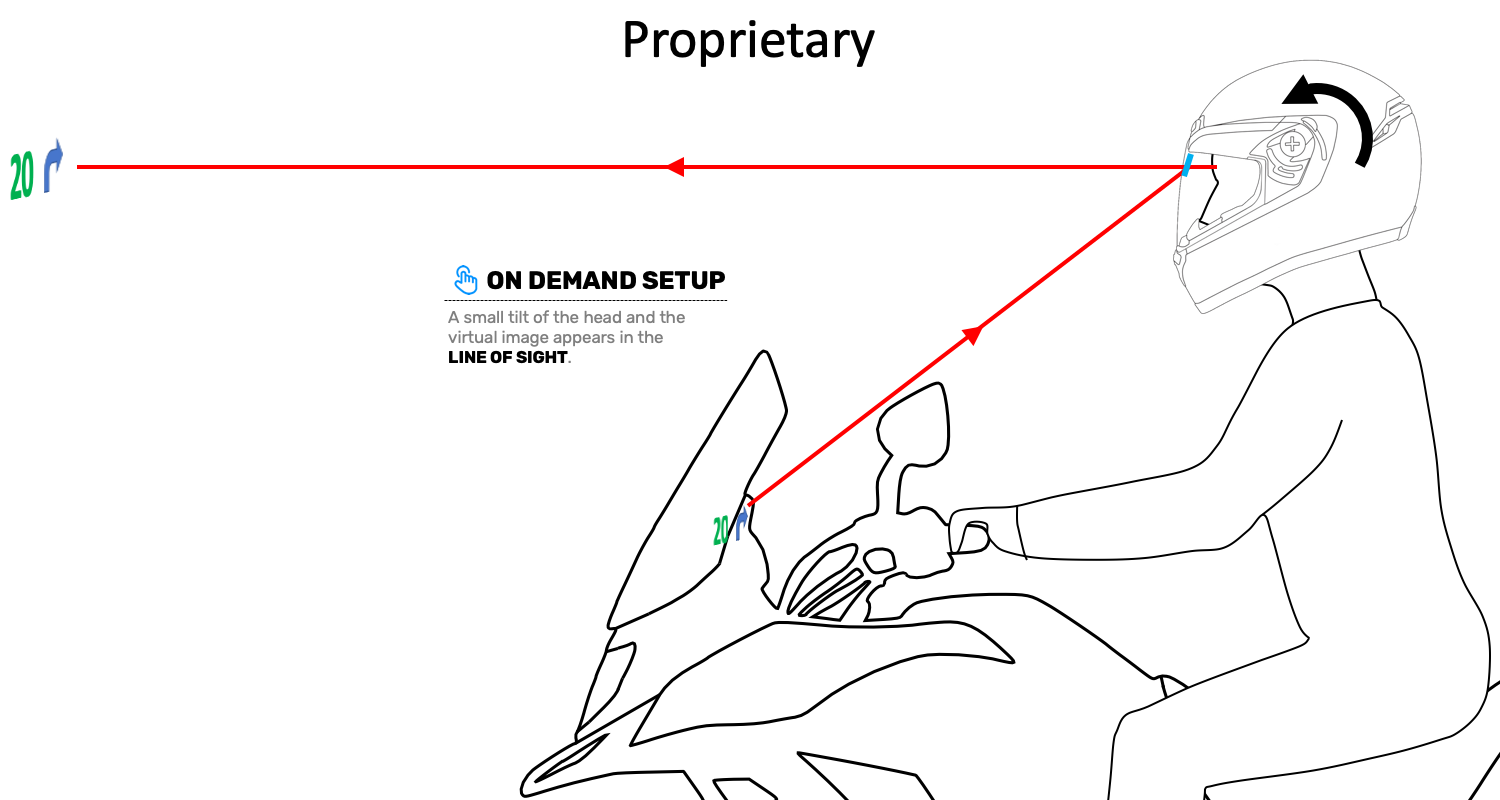 Proprietary
20
ON DEMAND SETUP
A small tilt of the head and the
virtual image appears in the
LINE OF SIGHT.
20